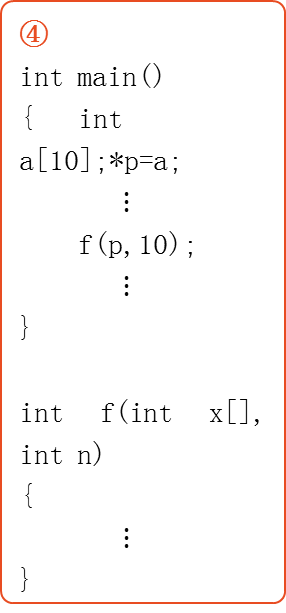 ④
int main()
{ int
a[10];*p=a;
⋮
f(p,10);
⋮
}
int f(int x[],
int n)
{
⋮
}